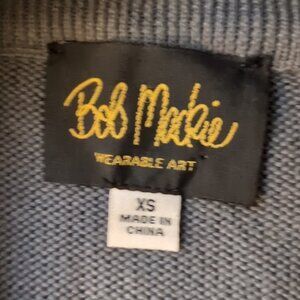 Bob Mackie
WEARABLE ART
XS
MADE IN
CHINA